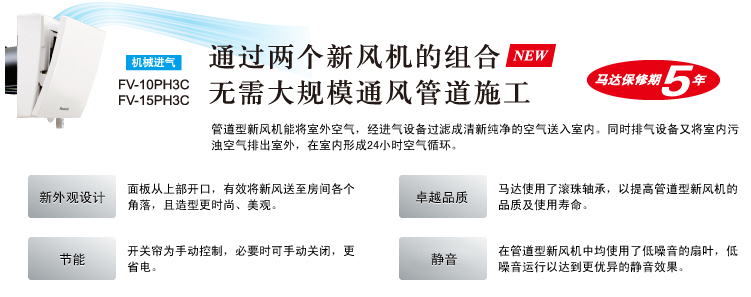 机械进气
FV-10PH3C
FV-15PH3C
通过两个新风机的组合 NEW
无需大规模通风管道施工
马达保修期5年
管道型新风机能将室外空气，经进气设备过滤成清新纯净的空气送入室内。同时排气设备又将室内污
浊空气排出室外，在室内形成24小时空气循环。
新外观设计
面板从上部开口，有效将新风送至房间各个
角落，且造型更时尚、美观。
卓越品质
马达使用了滚珠轴承，以提高管道型新风机的
品质及使用寿命。
节能
开关帘为手动控制，必要时可手动关闭，更
省电。
静音
在管道型新风机中均使用了低噪音的扇叶，低
噪音运行以达到更优异的静音效果。